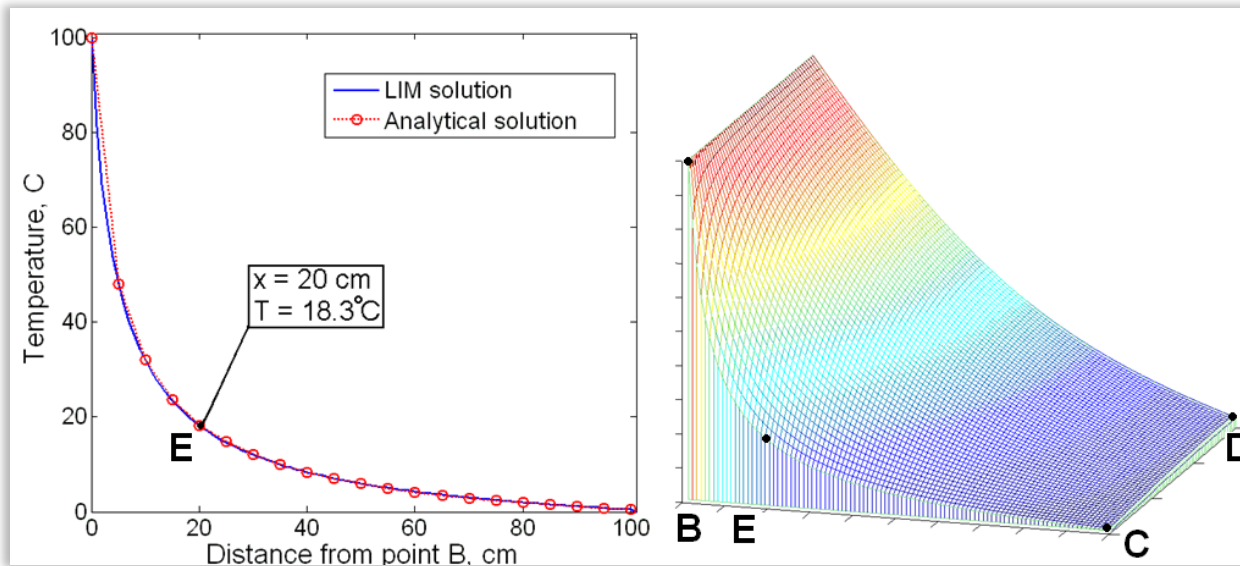 100
80
60
40
20
0
Temperature, C
LIM solution
Analytical solution
x = 20 cm
T = 18.3°C
E
0 20 40 60 80 100
Distance from point B, cm
B E C D